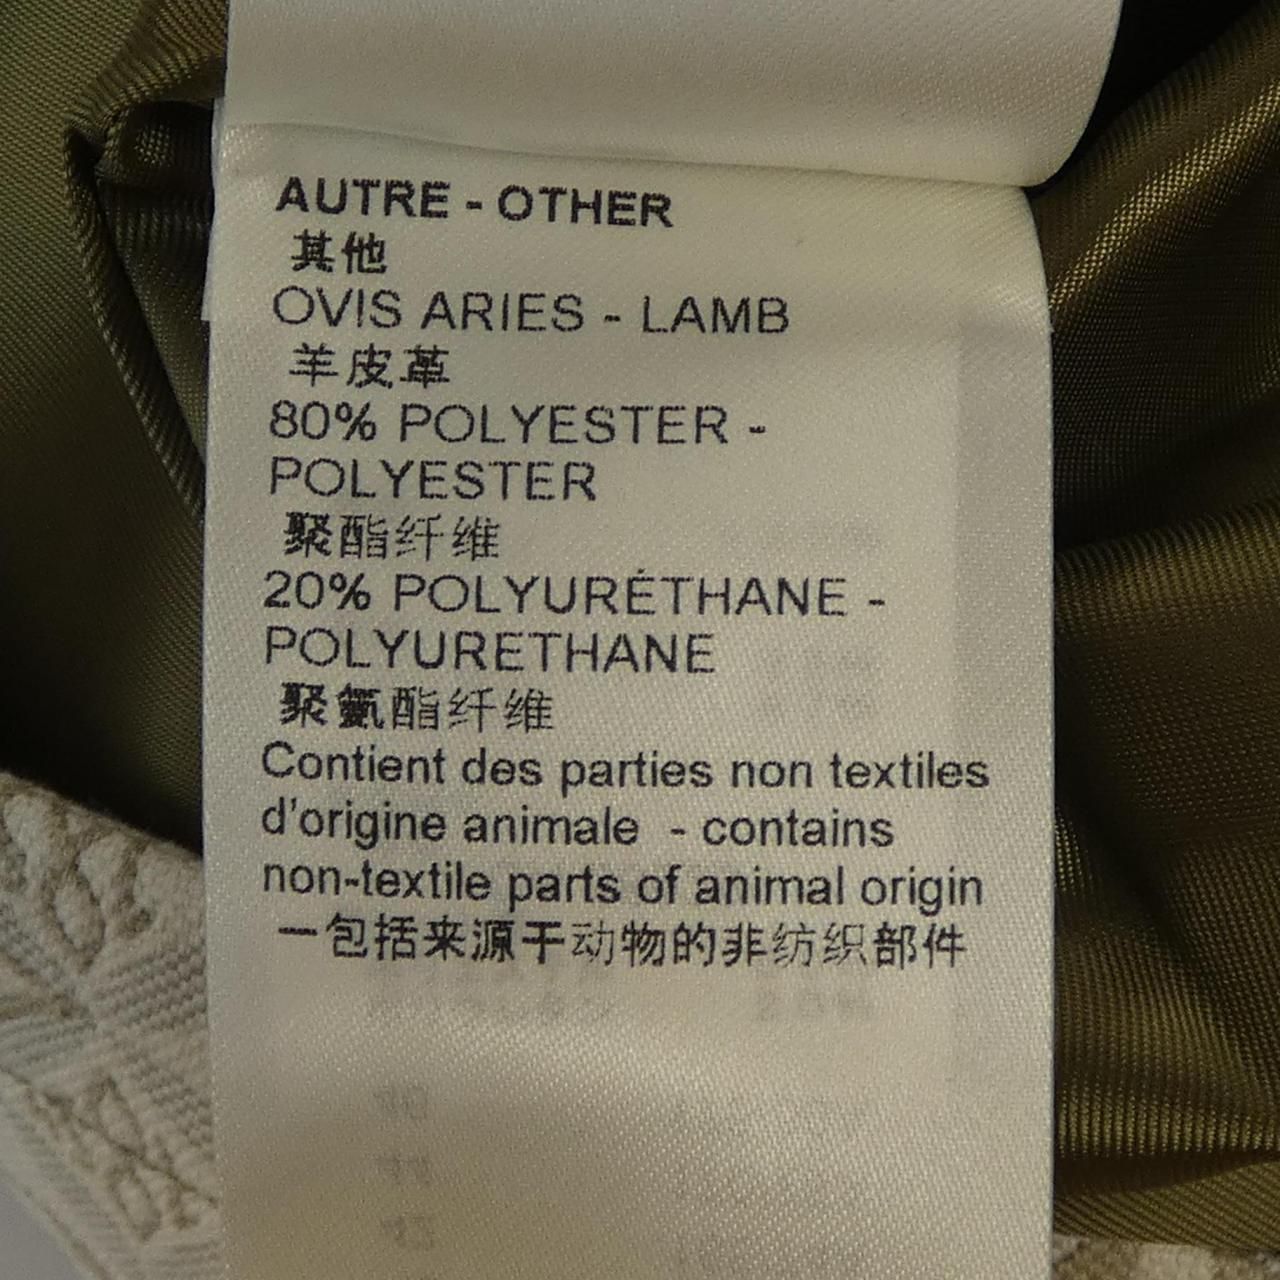 AUTRE - OTHER
其他
OVIS ARIES - LAMB
羊皮革
80% POLYESTER -
POLYESTER
聚酯纤维
20% POLYURÉTHANE -
POLYURETHANE
聚氨酯纤维
Contient des parties non textiles
d'origine animale - contains
non-textile parts of animal origin
一包括来源于动物的非纺织部件